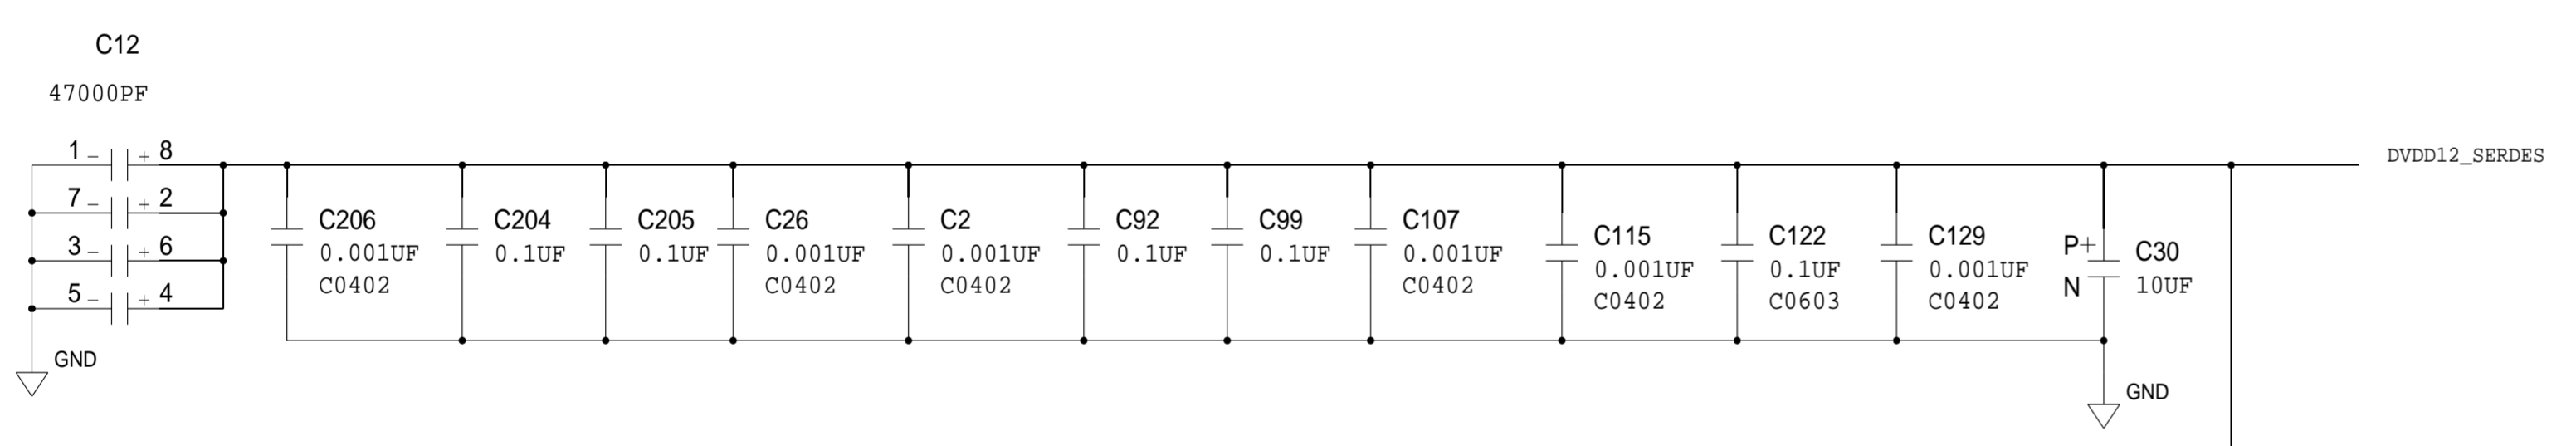 C12
47000PF
1 - + 8
7 - + 2
3 - + 6
5 - + 4
GND
C206
0.001UF
C0402
C204
0.1UF
C205
0.1UF
C26
0.001UF
C0402
C2
0.001UF
C0402
C92
0.1UF
C99
0.1UF
C107
0.001UF
C0402
C115
0.001UF
C0402
C122
0.1UF
C0603
C129
0.001UF
C0402
P+
N
C30
10UF
GND
DVDD12_SERDES